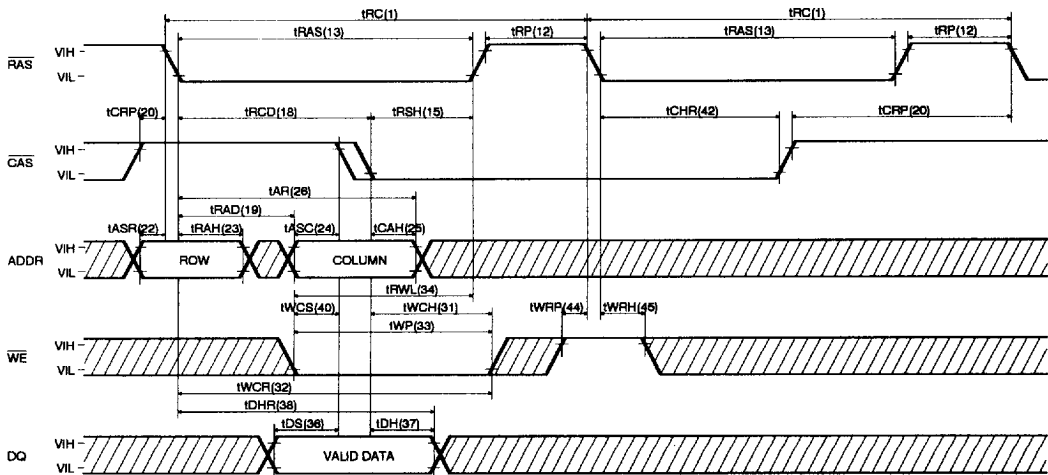 tRC(1) tRC(1)
tRAS(13) tRP(12) tRAS(13) tRP(12)
RAS VIH VIL
tCRP(20) tRCD(18) tRSH(15) tCHR(42) tCRP(20)
CAS VIH VIL
tAR(26)
tRAD(19)
tASR(22) tRAH(23) tASC(24) tCAH(25)
ADDR VIH VIL ROW COLUMN
tRWL(34)
tWCS(40) tWCH(31) tWRP(44) tWRH(45)
tWP(33)
WE VIH VIL
tWCR(32)
tDHR(38)
tDS(36) tDH(37)
DQ VIH VIL VALID DATA